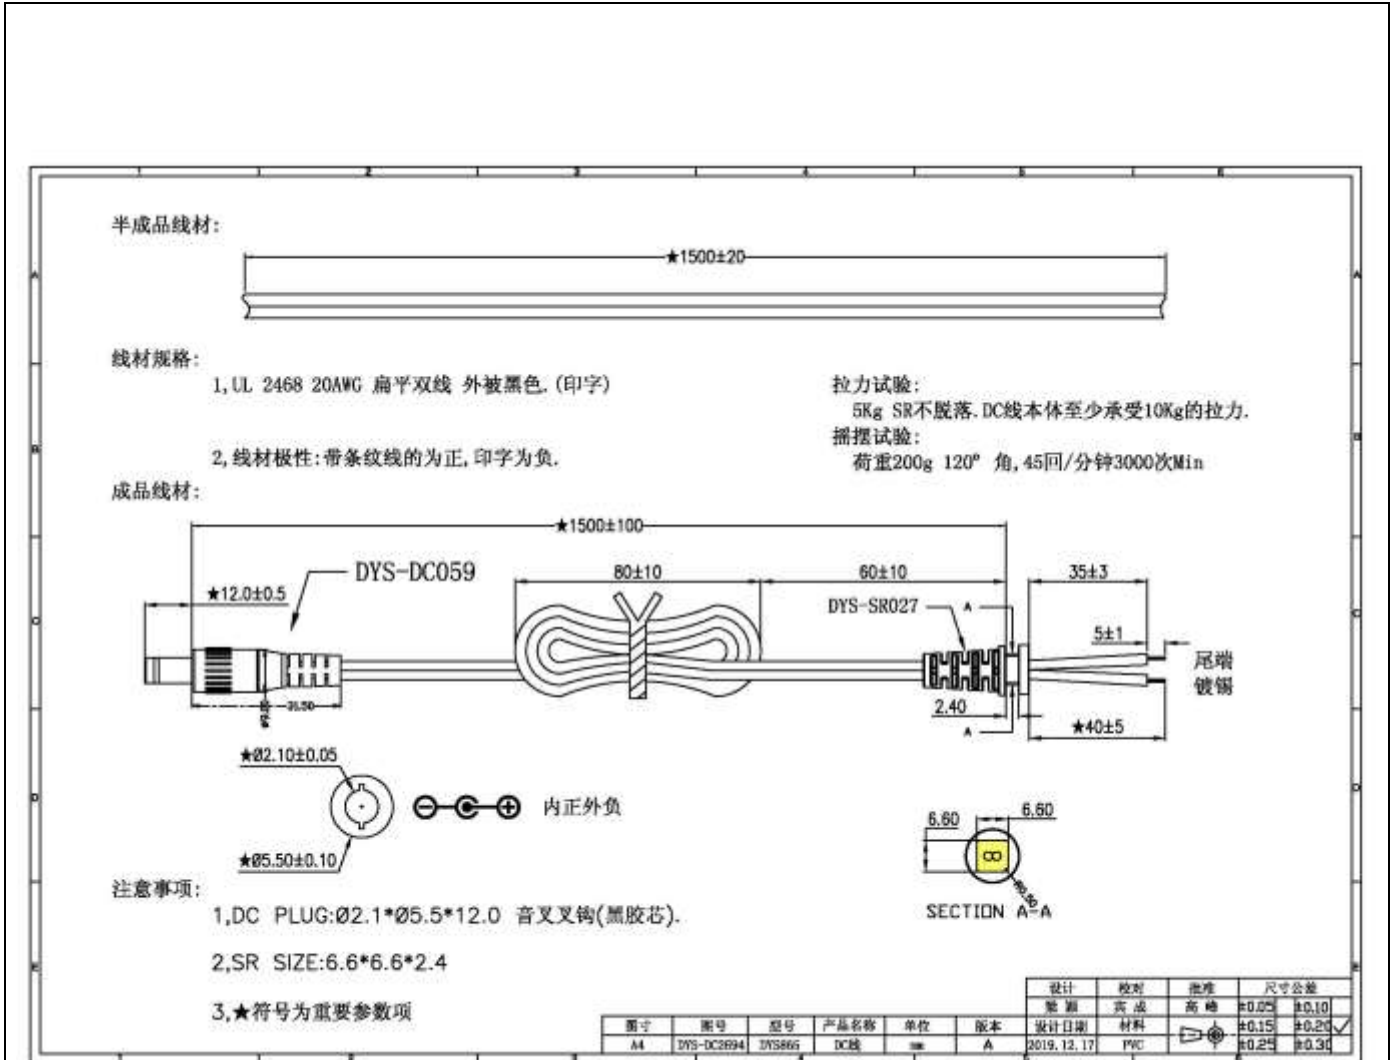 半成品线材:
★1500±20
线材规格:
1,UL 2468 20AWG 扁平双线 外被黑色.(印字)
拉力试验:
5Kg SR不脱落.DC线本体至少承受10Kg的拉力.
摇摆试验:
荷重200g 120° 角,45回/分钟3000次Min
2,线材极性:带条纹线的为正,印字为负.
成品线材:
★1500±100
DYS-DC059
80±10
60±10
35±3
★12.0±0.5
DYS-SR027
A
5±1
尾端
镀锡
2.40
A
★40±5
★Ø2.10±0.05
内正外负
★Ø5.50±0.10
6.60
6.60
SECTION A-A
注意事项:
1,DC PLUG:Ø2.1*Ø5.5*12.0 音叉叉钩(黑胶芯).
2,SR SIZE:6.6*6.6*2.4
3,★符号为重要参数项
设计 校对 批准 尺寸公差
高峰 ±0.05 ±0.10
图号 型号 产品名称 单位 版本 设计日期 材料 ±0.15 ±0.20
A4 DYS-DC2694 DYS866 DC线 mm A 2019.12.17 PVC ±0.25 ±0.30